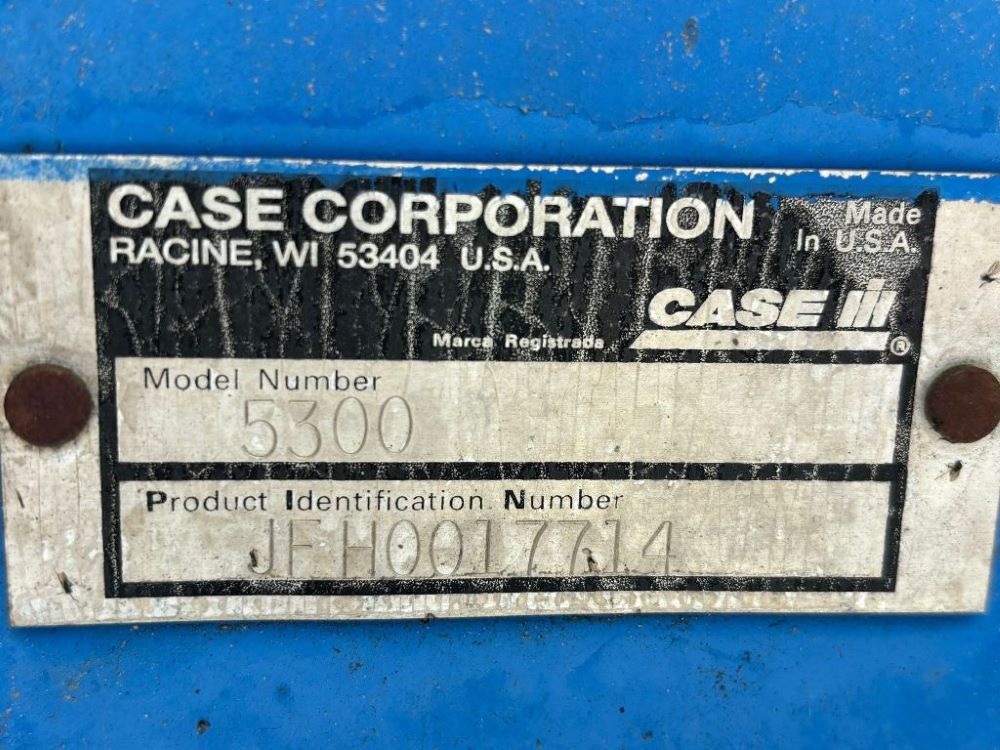 CASE CORPORATION
RACINE, WI 53404 U.S.A.
Made
In U.S.A.
CASE IH
Marca Registrada ®
Model Number
5300
Product Identification Number
JFH0017714